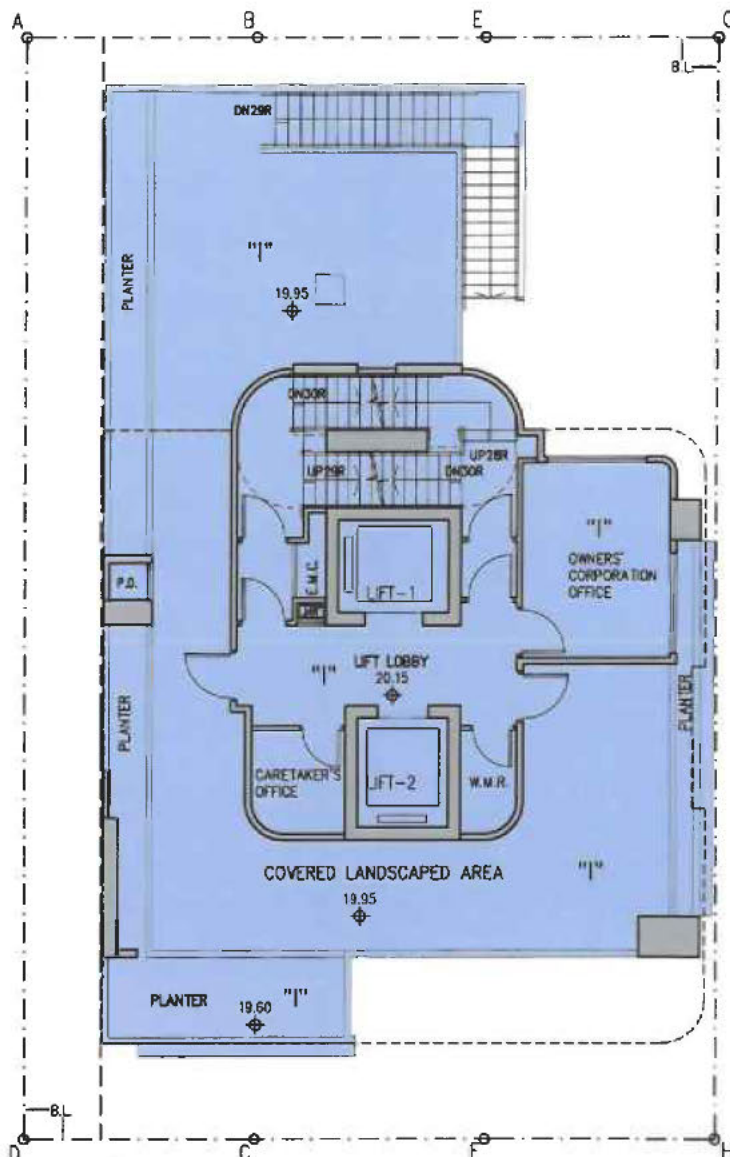 A B E G
B.L
DN29R
"I"
PLANTER
19.95
DN30R
UP28R
UP29R DN30R
"I"
E.M.C.
OWNERS'
CORPORATION
OFFICE
P.D.
LIFT-1
LIFT LOBBY
"I"
20.15
PLANTER
PLANTER
CARETAKER'S
OFFICE
LIFT-2
W.M.R.
COVERED LANDSCAPED AREA
"I"
19.95
PLANTER "I"
19.60
B.L
D C F H